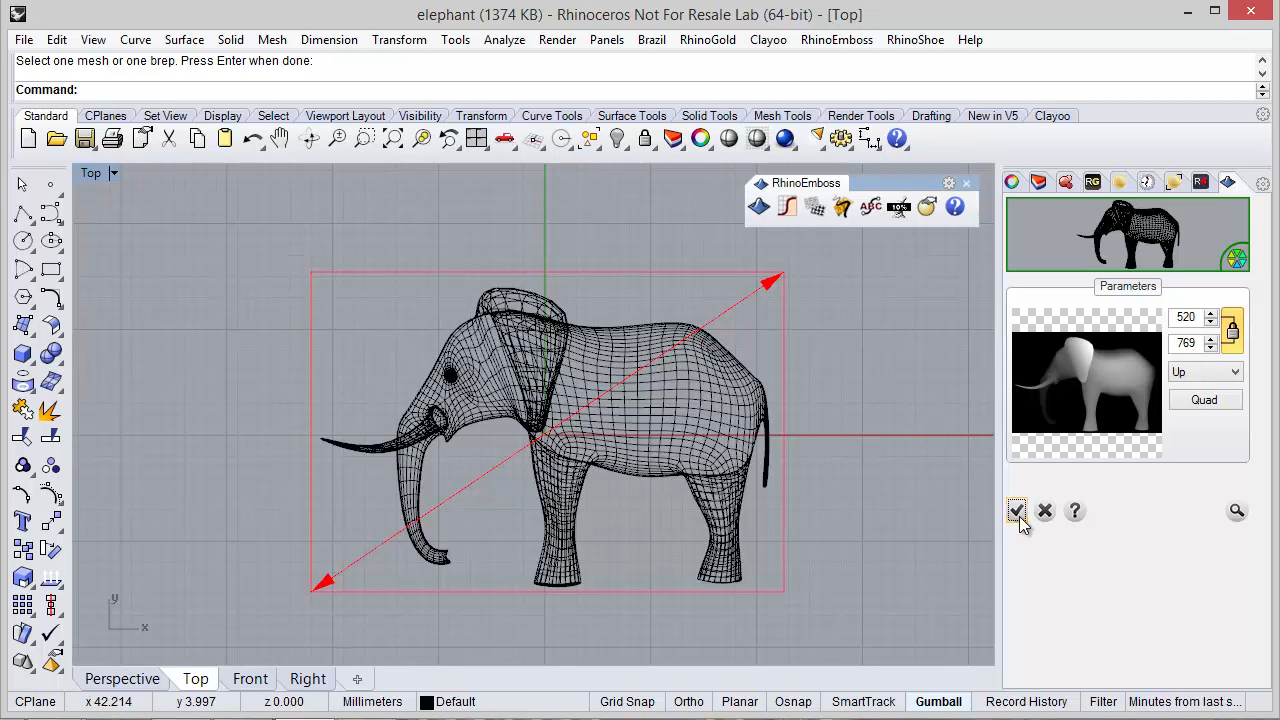 elephant (1374 KB) - Rhinoceros Not For Resale Lab (64-bit) - [Top]
File Edit View Curve Surface Solid Mesh Dimension Transform Tools Analyze Render Panels Brazil RhinoGold Clayoo RhinoEmboss RhinoShoe Help
Select one mesh or one brep. Press Enter when done:
Command:
Standard CPlanes Set View Display Select Viewport Layout Visibility Transform Curve Tools Surface Tools Solid Tools Mesh Tools Render Tools Drafting New in V5 Clayoo
Top
RhinoEmboss
RG
ABC
10%
Parameters
520
769
Up
Quad
y
x
Perspective Top Front Right
CPlane x 42.214 y 3.997 z 0.000 Millimeters Default Grid Snap Ortho Planar Osnap SmartTrack Gumball Record History Filter Minutes from last s...